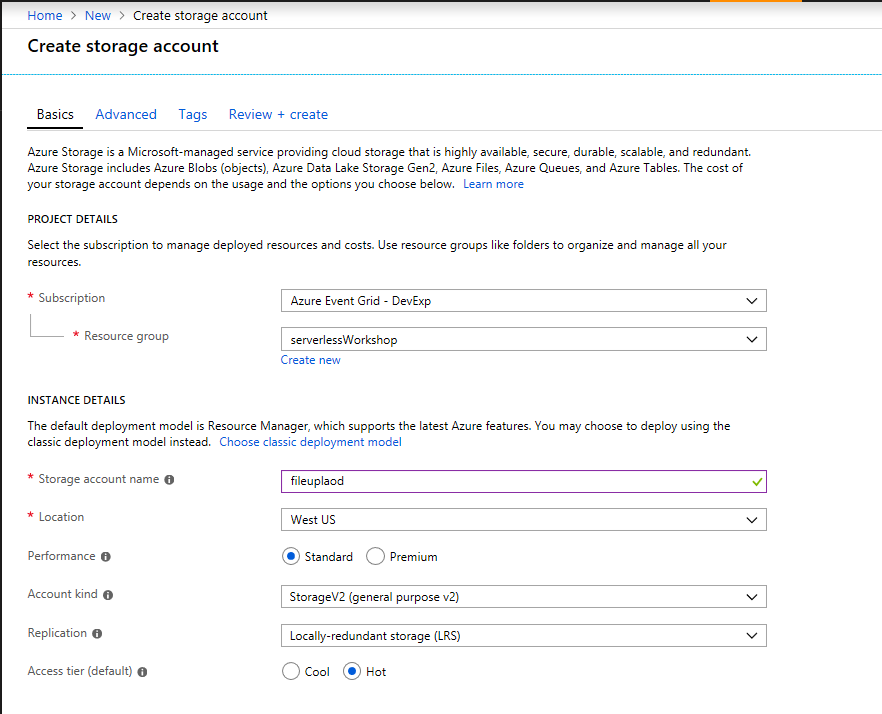 Home > New > Create storage account
Create storage account
Basics Advanced Tags Review + create
Azure Storage is a Microsoft-managed service providing cloud storage that is highly available, secure, durable, scalable, and redundant.
Azure Storage includes Azure Blobs (objects), Azure Data Lake Storage Gen2, Azure Files, Azure Queues, and Azure Tables. The cost of
your storage account depends on the usage and the options you choose below. Learn more
PROJECT DETAILS
Select the subscription to manage deployed resources and costs. Use resource groups like folders to organize and manage all your
resources.
* Subscription Azure Event Grid - DevExp
* Resource group serverlessWorkshop
Create new
INSTANCE DETAILS
The default deployment model is Resource Manager, which supports the latest Azure features. You may choose to deploy using the
classic deployment model instead. Choose classic deployment model
* Storage account name fileuplaod
* Location West US
Performance Standard Premium
Account kind StorageV2 (general purpose v2)
Replication Locally-redundant storage (LRS)
Access tier (default) Cool Hot